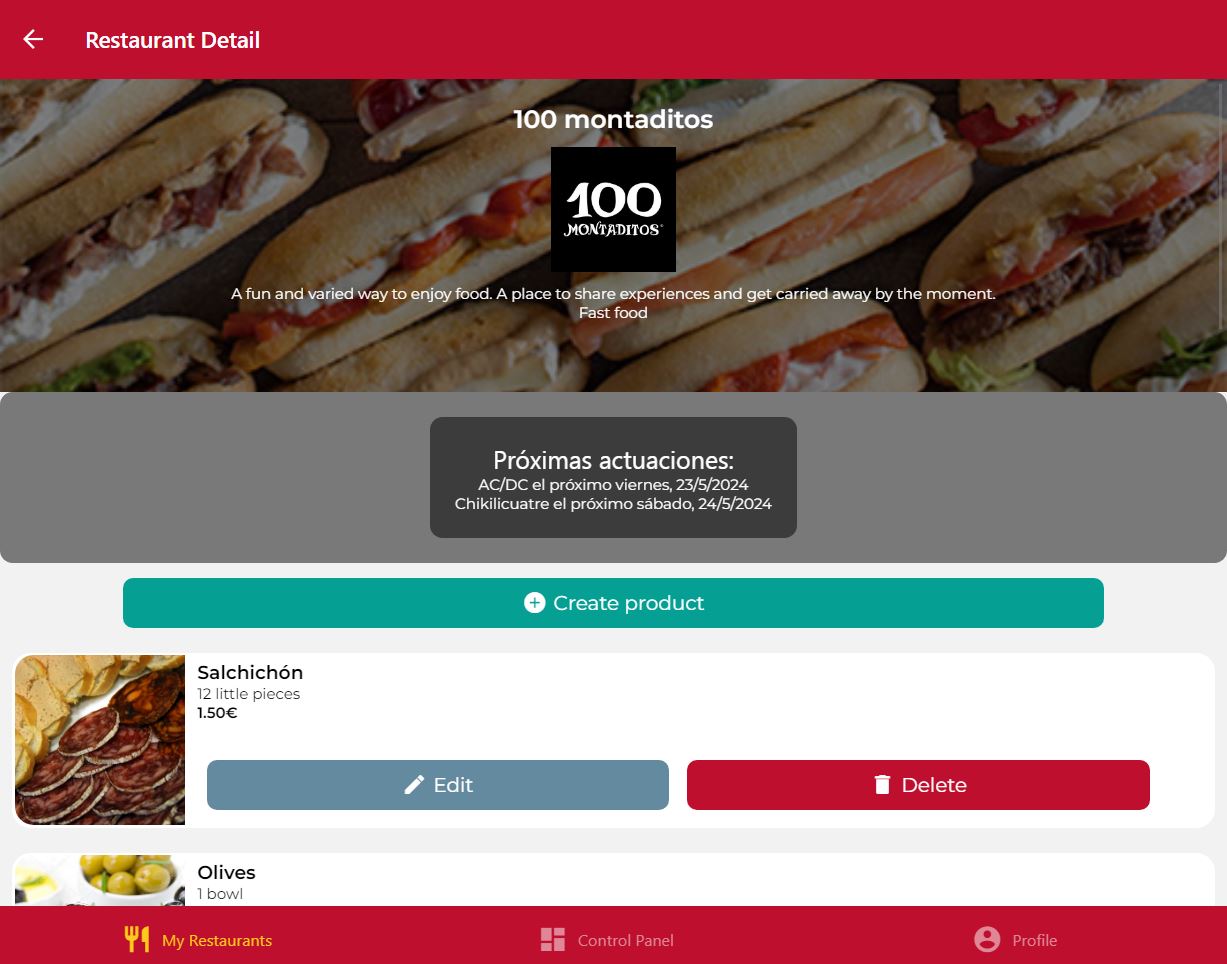 Restaurant Detail
100 montaditos
100
MONTADITOS
A fun and varied way to enjoy food. A place to share experiences and get carried away by the moment.
Fast food
Próximas actuaciones:
AC/DC el próximo viernes, 23/5/2024
Chikilicuatre el próximo sábado, 24/5/2024
Create product
Salchichón
12 little pieces
1.50€
Edit
Delete
Olives
1 bowl
My Restaurants
Control Panel
Profile